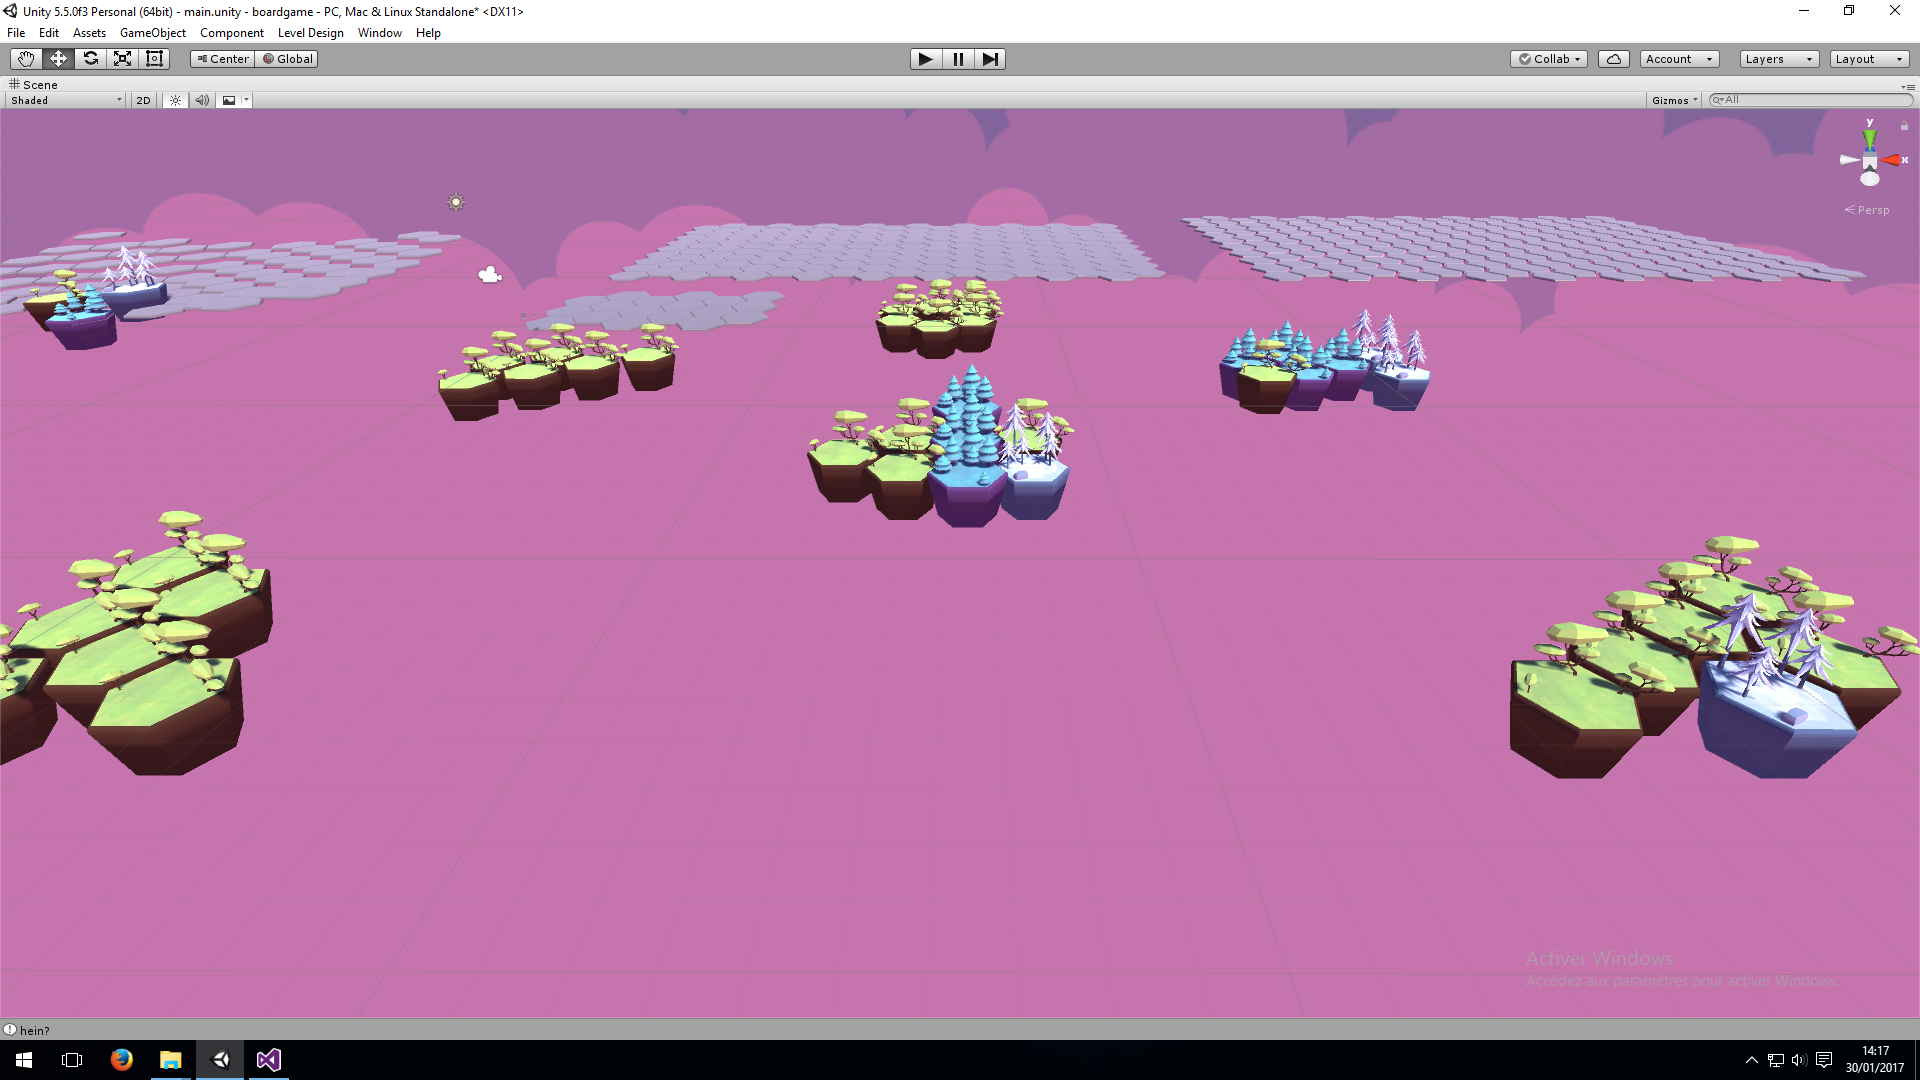 Unity 5.5.0f3 Personal (64bit) - main.unity - boardgame - PC, Mac & Linux Standalone* <DX11>
File Edit Assets GameObject Component Level Design Window Help
Center Global Collab Account Layers Layout
Scene
Shaded 2D Gizmos All
y
x
Persp
Activer Windows
Accédez aux paramètres pour activer Windows.
hein?
14:17
30/01/2017